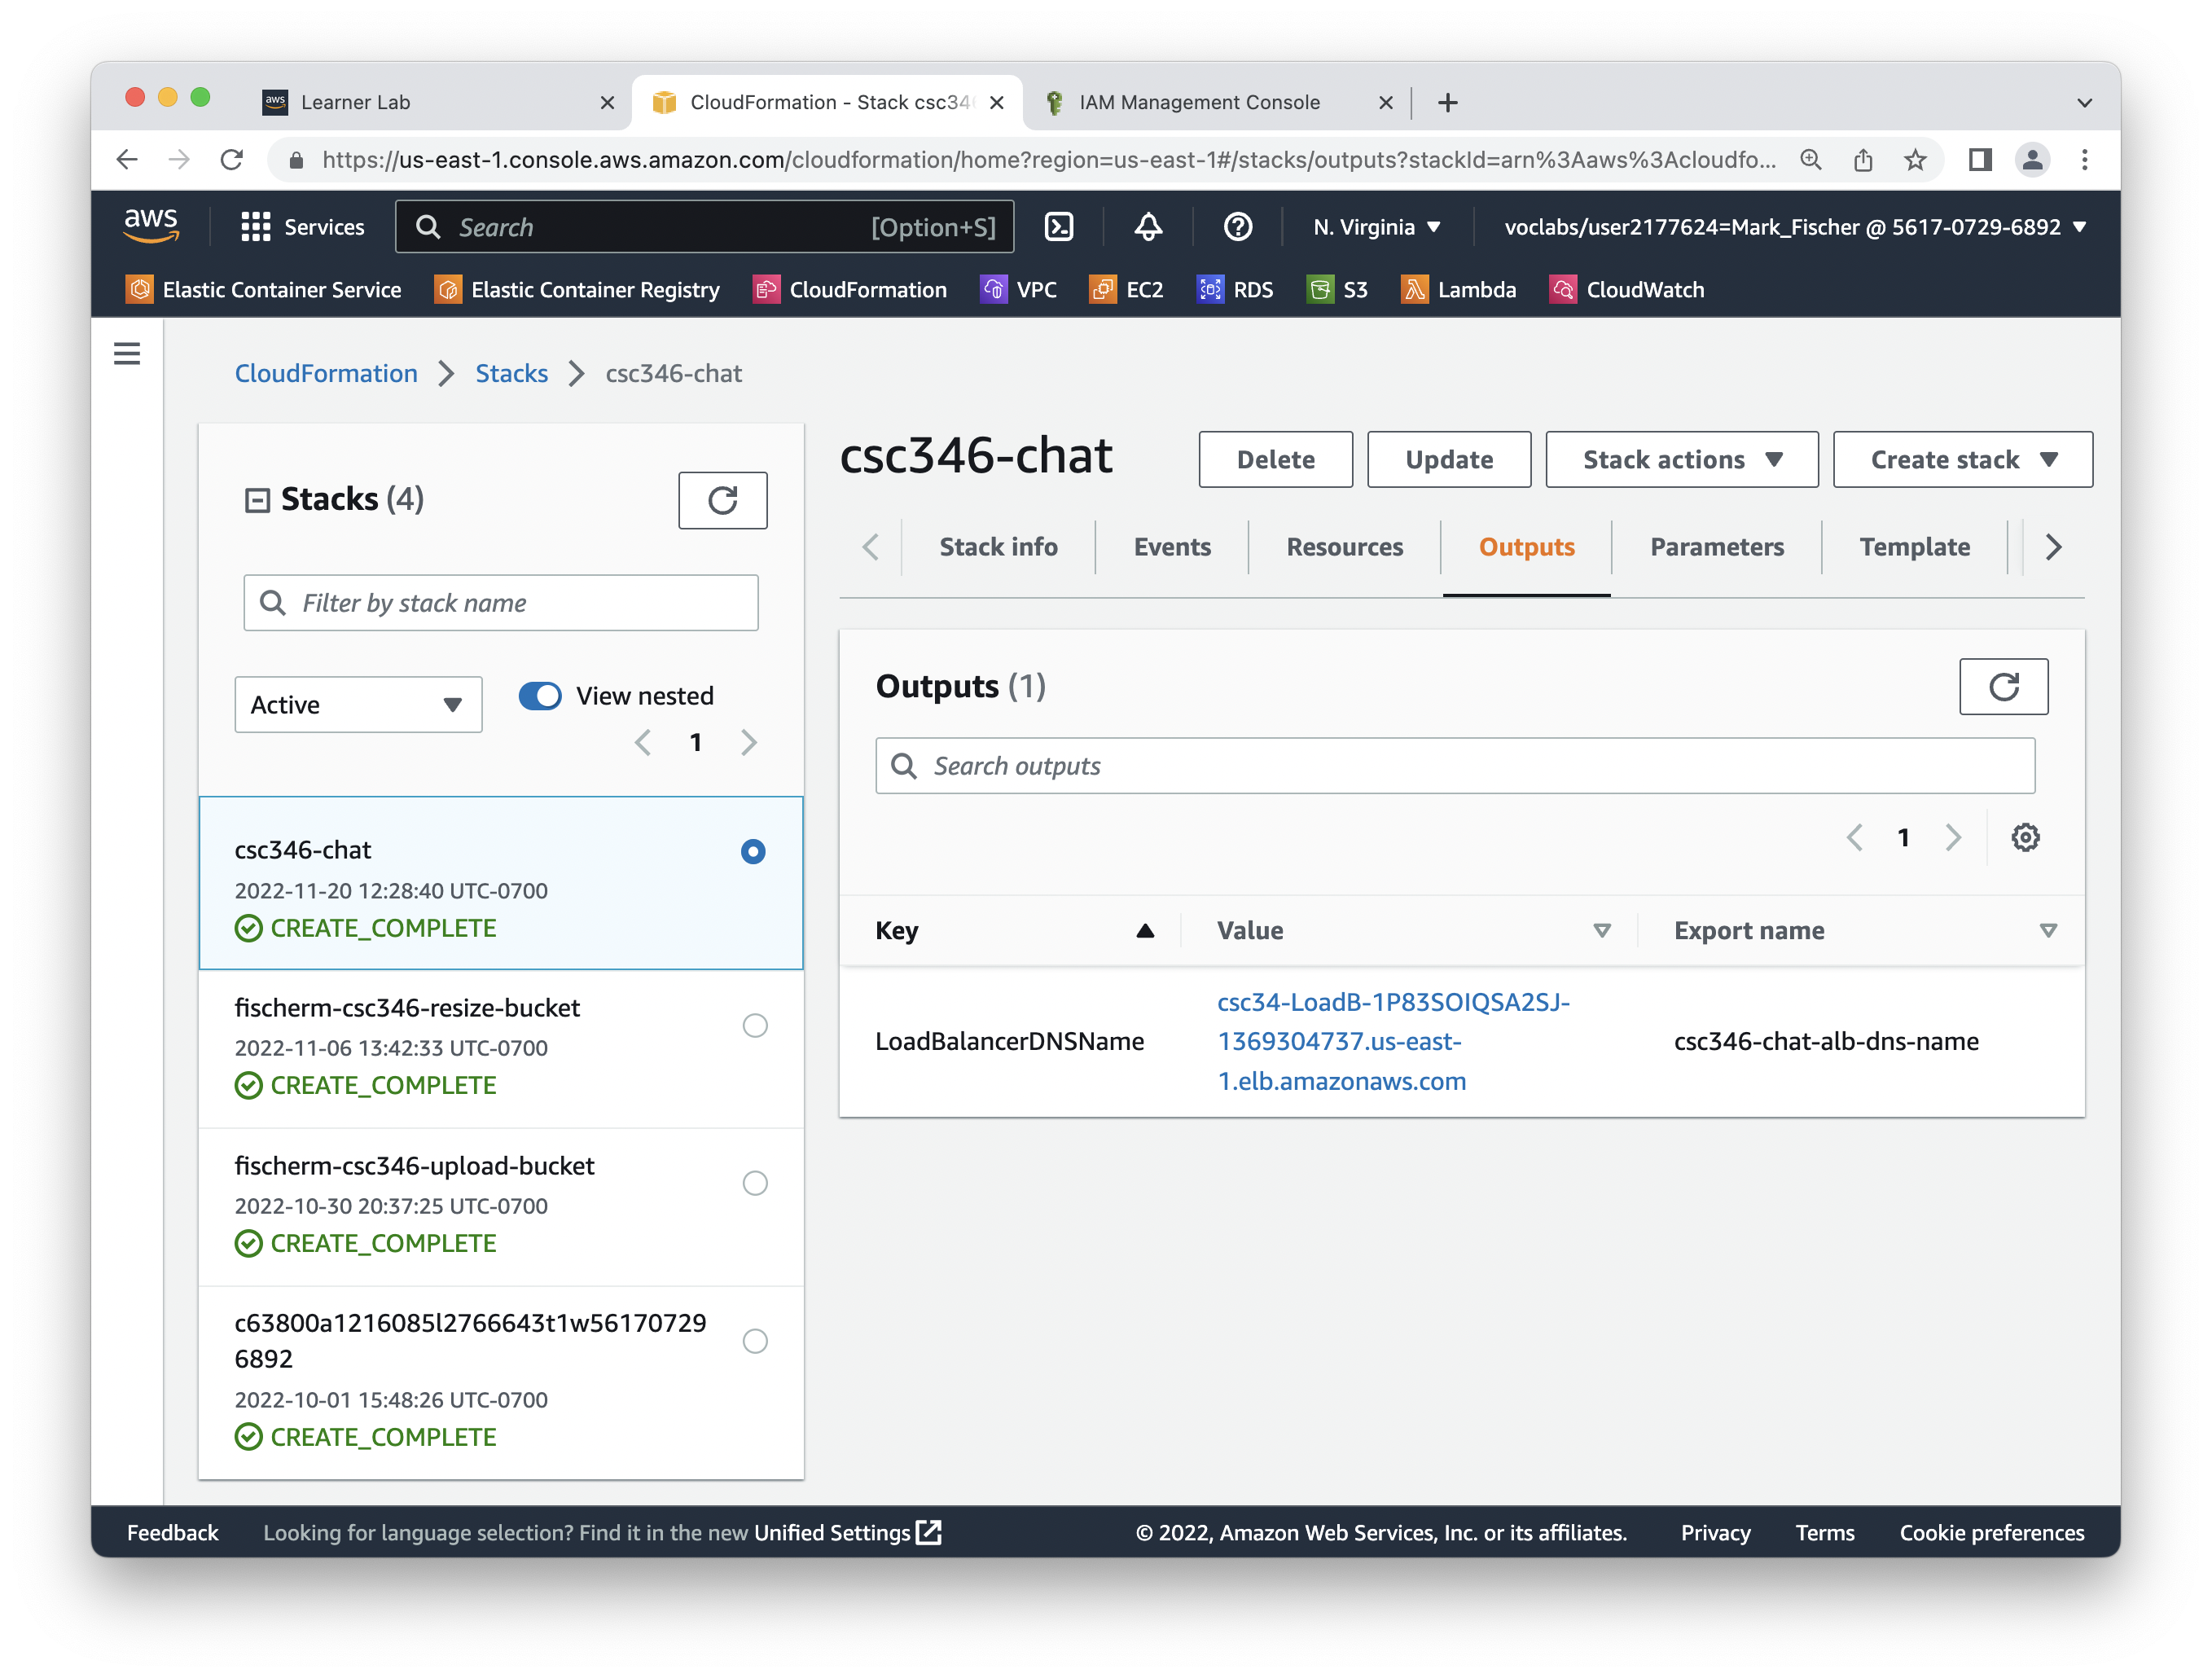 Learner Lab
CloudFormation - Stack csc346
IAM Management Console
https://us-east-1.console.aws.amazon.com/cloudformation/home?region=us-east-1#/stacks/outputs?stackId=arn%3Aaws%3Acloudfo...
aws
Services
Search
[Option+S]
N. Virginia
voclabs/user2177624=Mark_Fischer @ 5617-0729-6892
Elastic Container Service
Elastic Container Registry
CloudFormation
VPC
EC2
RDS
S3
Lambda
CloudWatch
CloudFormation
Stacks
csc346-chat
Stacks (4)
Filter by stack name
Active
View nested
1
csc346-chat
2022-11-20 12:28:40 UTC-0700
CREATE_COMPLETE
fischerm-csc346-resize-bucket
2022-11-06 13:42:33 UTC-0700
CREATE_COMPLETE
fischerm-csc346-upload-bucket
2022-10-30 20:37:25 UTC-0700
CREATE_COMPLETE
c63800a1216085l2766643t1w56170729
6892
2022-10-01 15:48:26 UTC-0700
CREATE_COMPLETE
csc346-chat
Delete
Update
Stack actions
Create stack
Stack info
Events
Resources
Outputs
Parameters
Template
Outputs (1)
Search outputs
1
Key
Value
Export name
LoadBalancerDNSName
csc34-LoadB-1P83SOIQSA2SJ-
1369304737.us-east-
1.elb.amazonaws.com
csc346-chat-alb-dns-name
Feedback
Looking for language selection? Find it in the new Unified Settings
© 2022, Amazon Web Services, Inc. or its affiliates.
Privacy
Terms
Cookie preferences